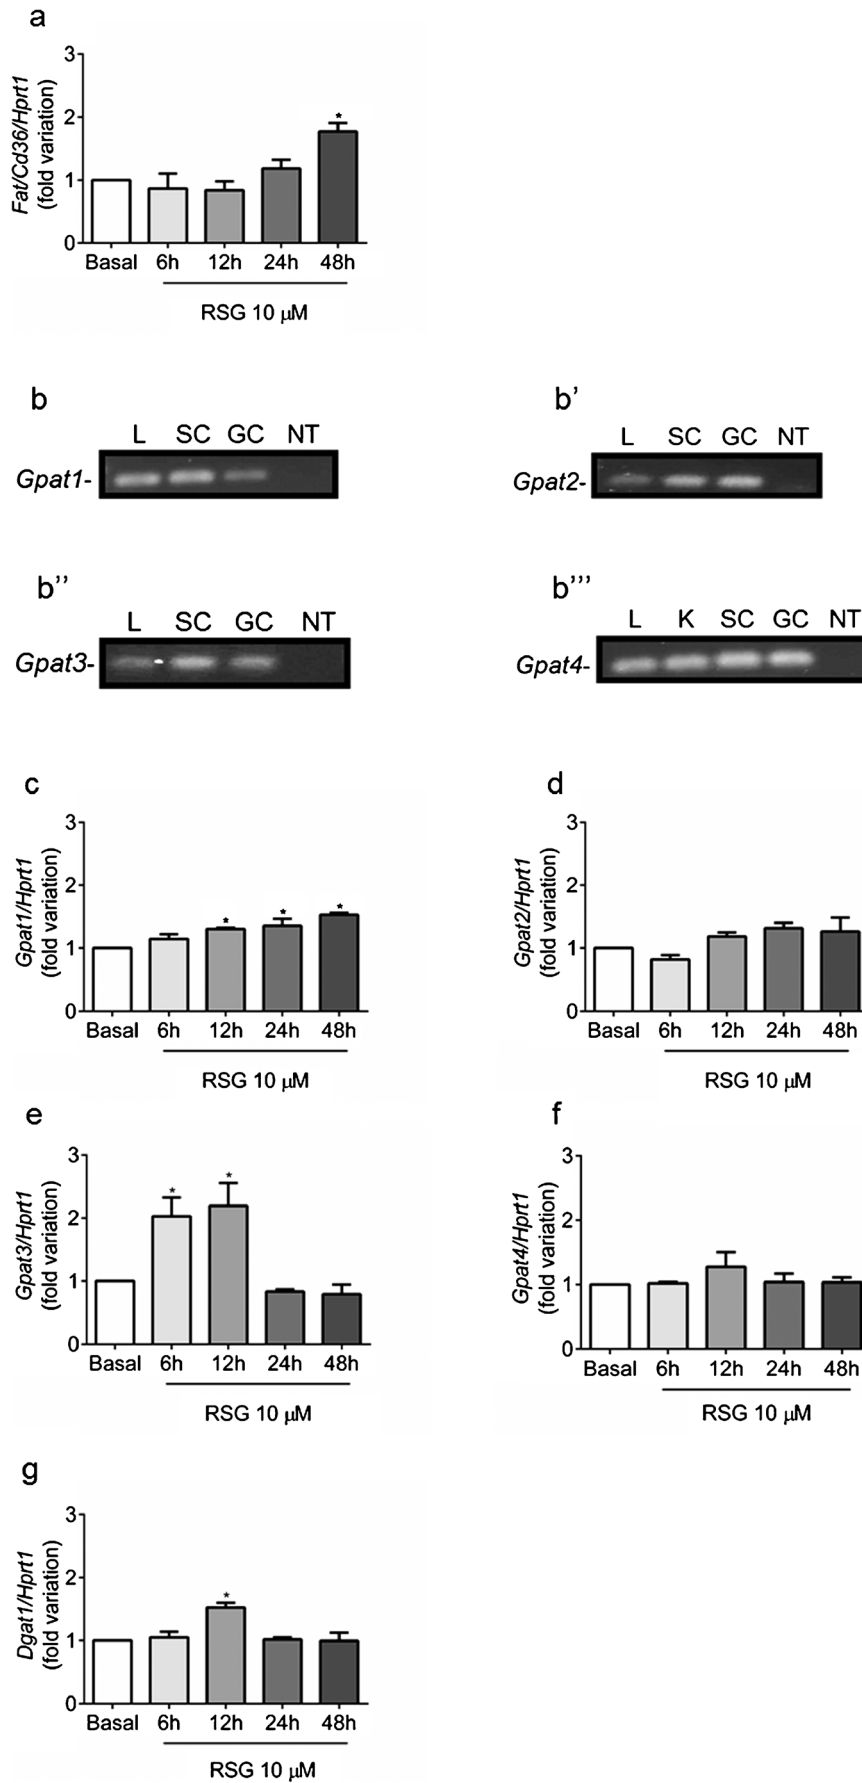 a
Fat/Cd36/Hprt1
(fold variation)
3
2
1
0
*
Basal 6h 12h 24h 48h
RSG 10 µM
b
L SC GC NT
Gpat1-
b'
L SC GC NT
Gpat2-
b''
L SC GC NT
Gpat3-
b'''
L K SC GC NT
Gpat4-
c
Gpat1/Hprt1
(fold variation)
3
2
1
0
* * *
Basal 6h 12h 24h 48h
RSG 10 µM
d
Gpat2/Hprt1
(fold variation)
3
2
1
0
Basal 6h 12h 24h 48h
RSG 10 µM
e
Gpat3/Hprt1
(fold variation)
3
2
1
0
* *
Basal 6h 12h 24h 48h
RSG 10 µM
f
Gpat4/Hprt1
(fold variation)
3
2
1
0
Basal 6h 12h 24h 48h
RSG 10 µM
g
Dgat1/Hprt1
(fold variation)
3
2
1
0
*
Basal 6h 12h 24h 48h
RSG 10 µM